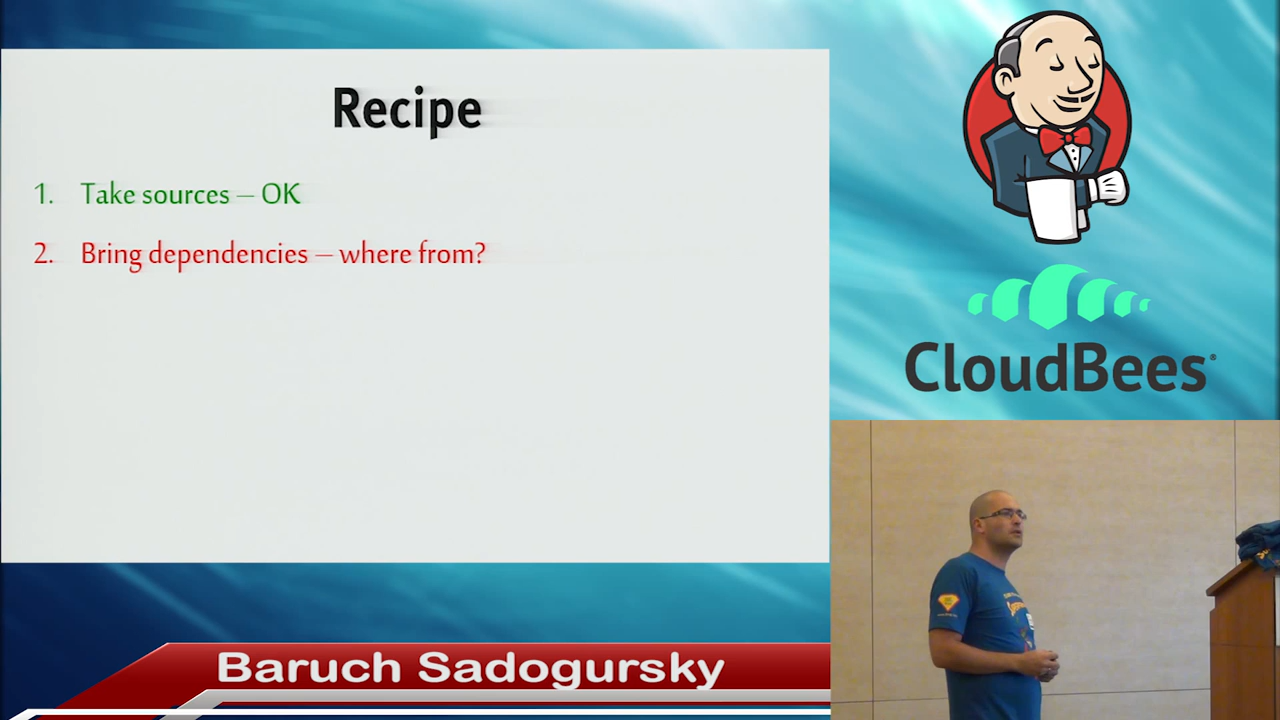 Recipe
1. Take sources – OK
2. Bring dependencies – where from?
CloudBees®
Baruch Sadogursky